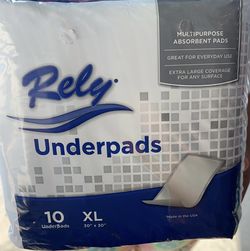 MULTIPURPOSE
ABSORBENT PADS
GREAT FOR EVERYDAY USE
EXTRA LARGE COVERAGE
FOR ANY SURFACE
Rely
Underpads
10 XL
UnderPads 30" x 30"
Made in the USA